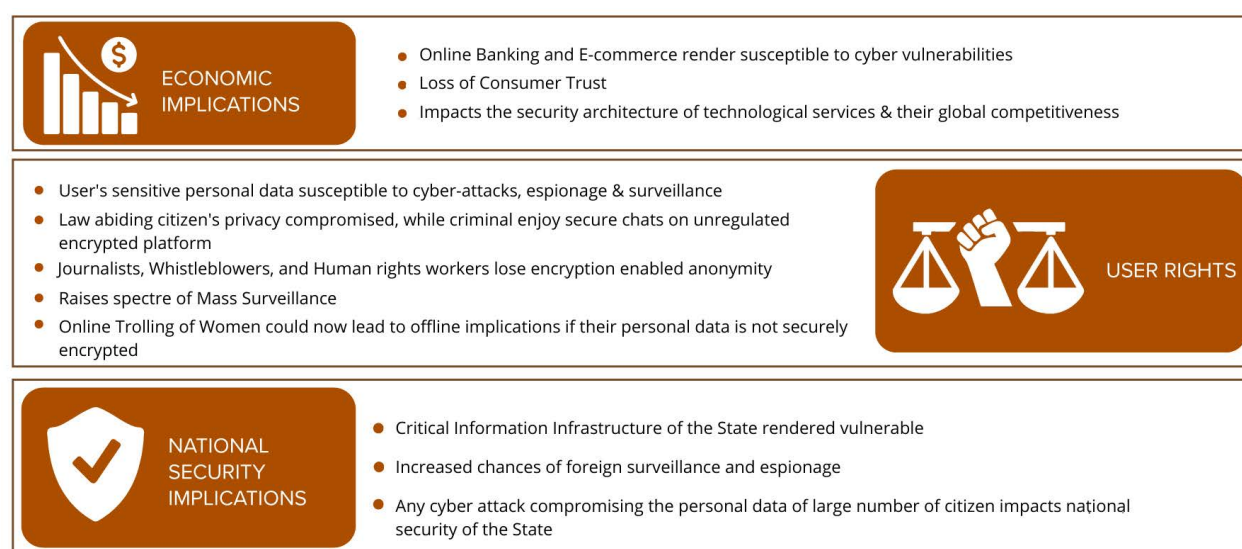 ECONOMIC
IMPLICATIONS
$
• Online Banking and E-commerce render susceptible to cyber vulnerabilities
• Loss of Consumer Trust
• Impacts the security architecture of technological services & their global competitiveness
• User's sensitive personal data susceptible to cyber-attacks, espionage & surveillance
• Law abiding citizen's privacy compromised, while criminal enjoy secure chats on unregulated
encrypted platform
• Journalists, Whistleblowers, and Human rights workers lose encryption enabled anonymity
• Raises spectre of Mass Surveillance
• Online Trolling of Women could now lead to offline implications if their personal data is not securely
encrypted
USER RIGHTS
NATIONAL
SECURITY
IMPLICATIONS
• Critical Information Infrastructure of the State rendered vulnerable
• Increased chances of foreign surveillance and espionage
• Any cyber attack compromising the personal data of large number of citizen impacts national
security of the State